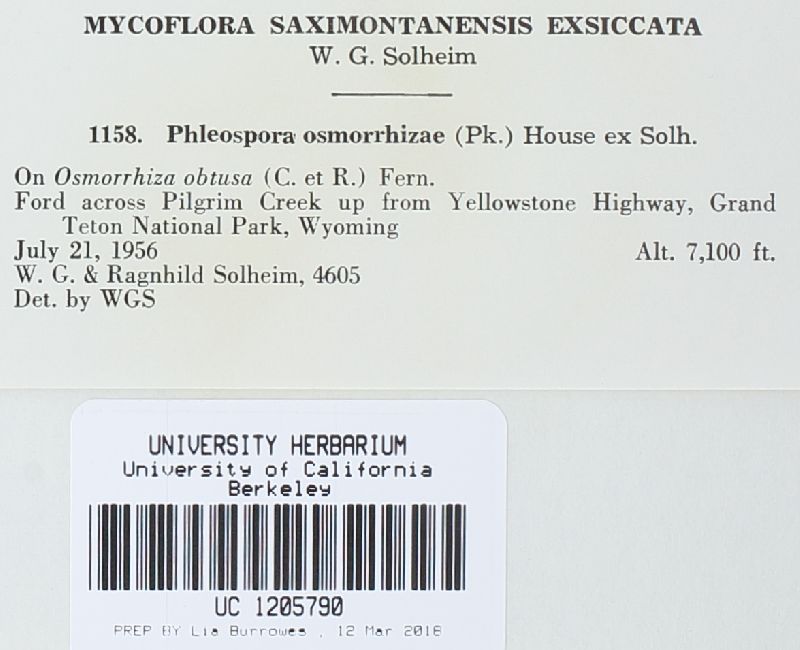 MYCOFLORA SAXIMONTANENSIS EXSICCATA
W. G. Solheim
1158. Phleospora osmorrhizae (Pk.) House ex Solh.
On Osmorrhiza obtusa (C. et R.) Fern.
Ford across Pilgrim Creek up from Yellowstone Highway, Grand
Teton National Park, Wyoming
July 21, 1956 Alt. 7,100 ft.
W. G. & Ragnhild Solheim, 4605
Det. by WGS
UNIVERSITY HERBARIUM
University of California
Berkeley
UC 1205790
PREP BY Lia Burrowes , 12 Mar 2016